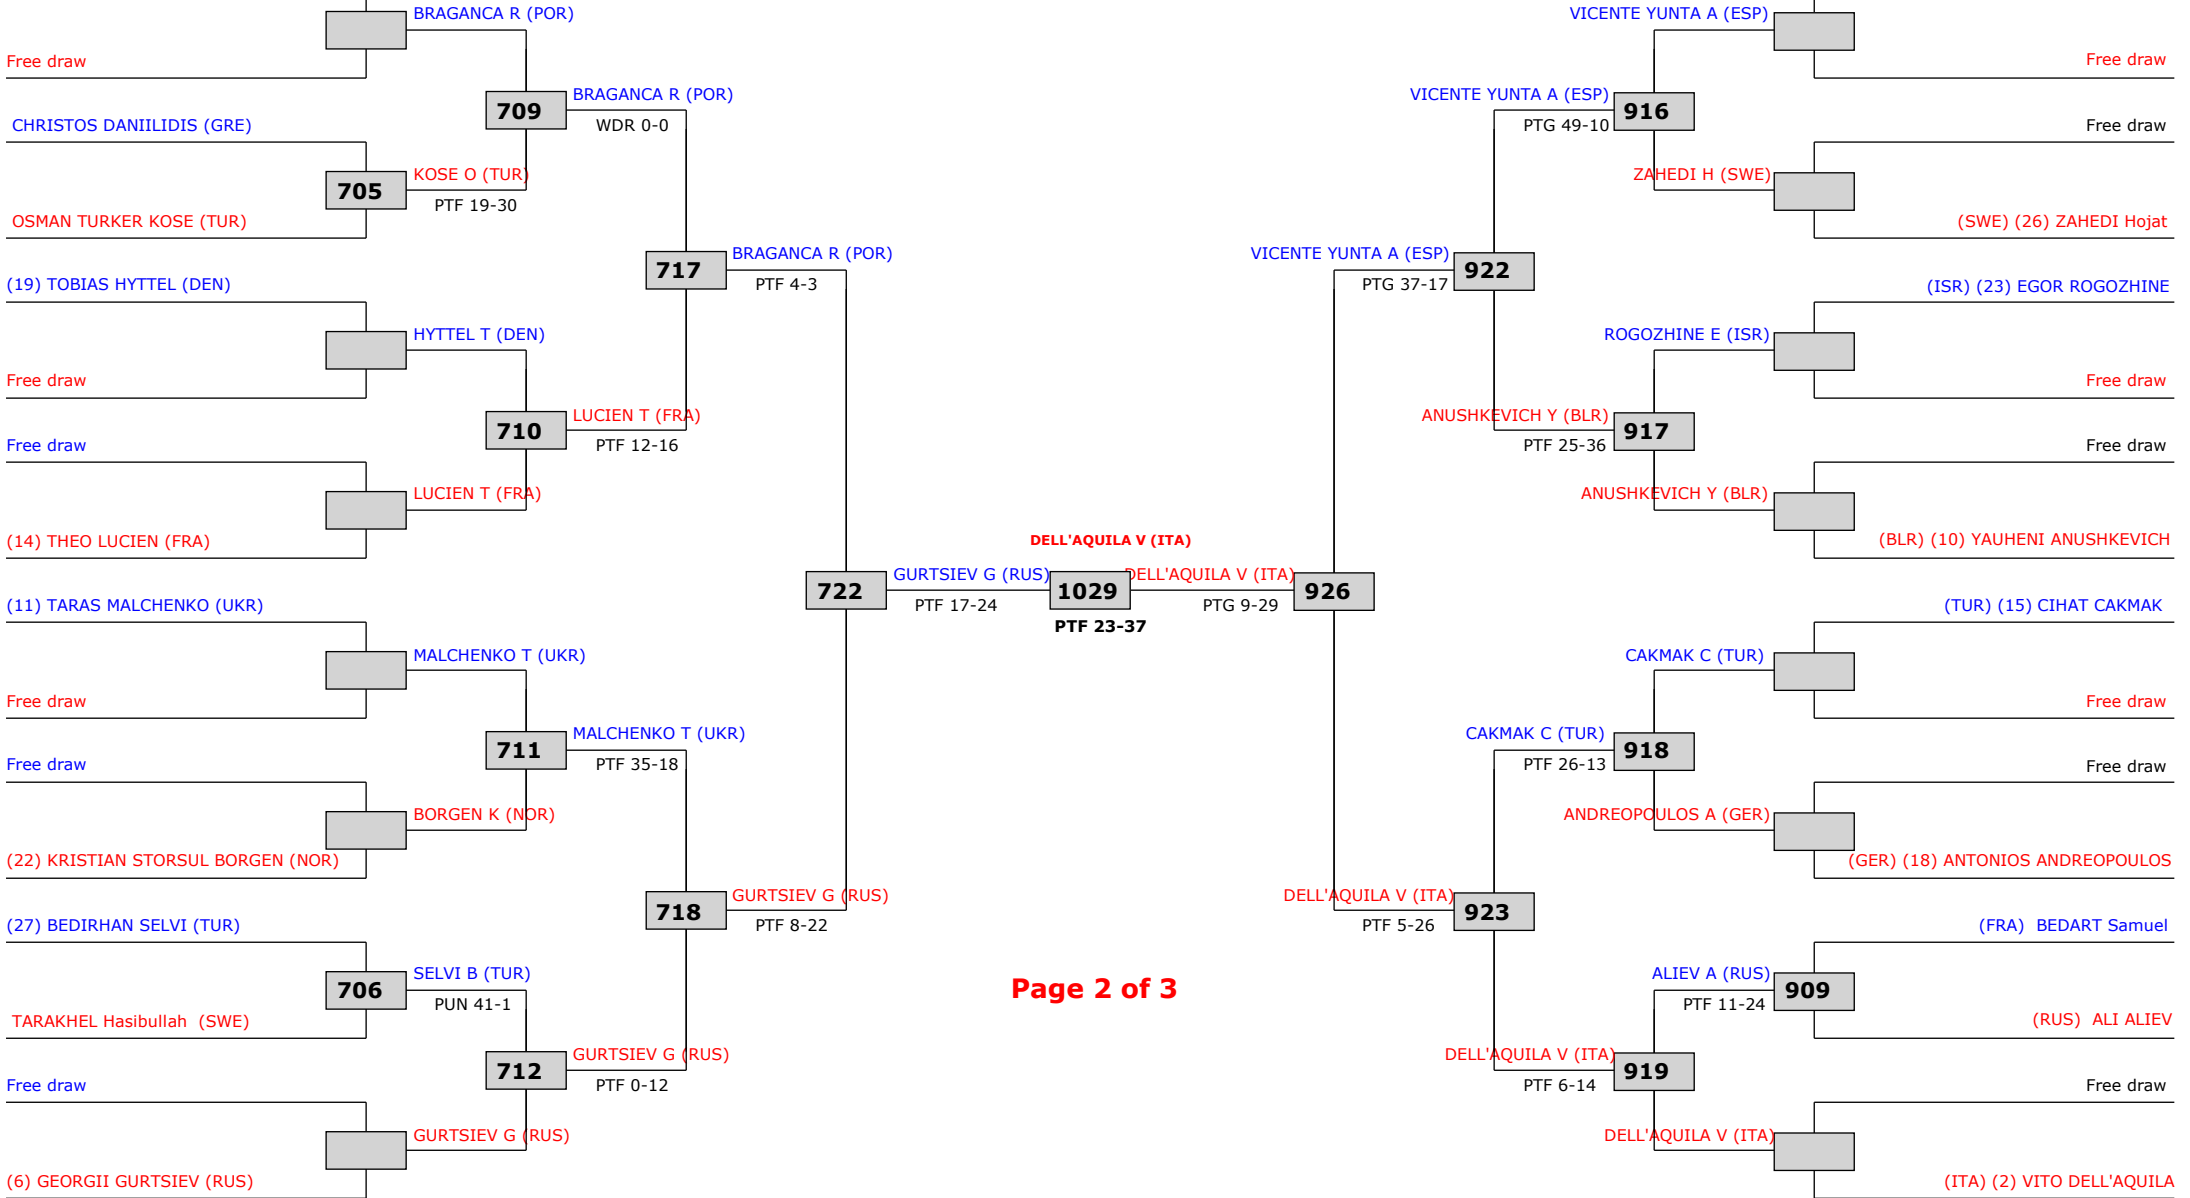 BRAGANCA R (POR)
VICENTE YUNTA A (ESP)
Free draw
Free draw
BRAGANCA R (POR)
VICENTE YUNTA A (ESP)
709
916
WDR 0-0
PTG 49-10
CHRISTOS DANIILIDIS (GRE)
Free draw
KOSE O (TUR)
ZAHEDI H (SWE)
705
PTF 19-30
OSMAN TURKER KOSE (TUR)
(SWE) (26) ZAHEDI Hojat
BRAGANCA R (POR)
VICENTE YUNTA A (ESP)
717
922
PTF 4-3
PTG 37-17
(19) TOBIAS HYTTEL (DEN)
(ISR) (23) EGOR ROGOZHINE
HYTTEL T (DEN)
ROGOZHINE E (ISR)
Free draw
Free draw
LUCIEN T (FRA)
ANUSHKEVICH Y (BLR)
710
917
PTF 12-16
PTF 25-36
Free draw
Free draw
LUCIEN T (FRA)
ANUSHKEVICH Y (BLR)
(14) THEO LUCIEN (FRA)
(BLR) (10) YAUHENI ANUSHKEVICH
DELL'AQUILA V (ITA)
GURTSIEV G (RUS)
DELL'AQUILA V (ITA)
722
1029
926
PTF 17-24
PTG 9-29
PTF 23-37
(11) TARAS MALCHENKO (UKR)
(TUR) (15) CIHAT CAKMAK
MALCHENKO T (UKR)
CAKMAK C (TUR)
Free draw
Free draw
MALCHENKO T (UKR)
CAKMAK C (TUR)
711
918
PTF 35-18
PTF 26-13
Free draw
Free draw
BORGEN K (NOR)
ANDREOPOULOS A (GER)
(22) KRISTIAN STORSUL BORGEN (NOR)
(GER) (18) ANTONIOS ANDREOPOULOS
GURTSIEV G (RUS)
DELL'AQUILA V (ITA)
718
923
PTF 8-22
PTF 5-26
(27) BEDIRHAN SELVI (TUR)
(FRA) BEDART Samuel
SELVI B (TUR)
ALIEV A (RUS)
706
909
PUN 41-1
PTF 11-24
Page 2 of 3
TARAKHEL Hasibullah (SWE)
(RUS) ALI ALIEV
GURTSIEV G (RUS)
DELL'AQUILA V (ITA)
712
919
PTF 0-12
PTF 6-14
Free draw
Free draw
GURTSIEV G (RUS)
DELL'AQUILA V (ITA)
(6) GEORGII GURTSIEV (RUS)
(ITA) (2) VITO DELL'AQUILA